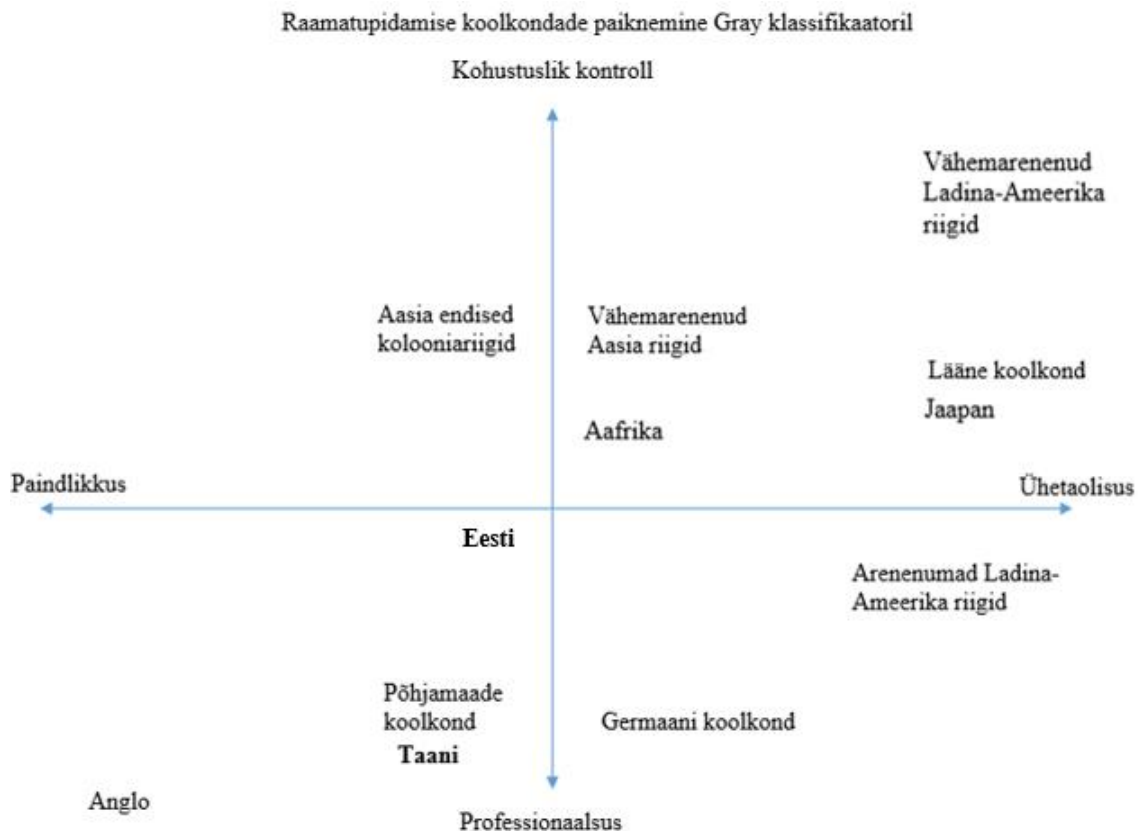 Raamatupidamise koolkondade paiknemine Gray klassifikaatoril
Kohustuslik kontroll
Vähemarenenud
Ladina-Ameerika
riigid
Aasia endised
kolooniariigid
Vähemarenenud
Aasia riigid
Lääne koolkond
Jaapan
Aafrika
Paindlikkus
Ühetaolisus
Eesti
Arenenumad Ladina-
Ameerika riigid
Põhjamaade
koolkond
Germaani koolkond
Taani
Anglo
Professionaalsus